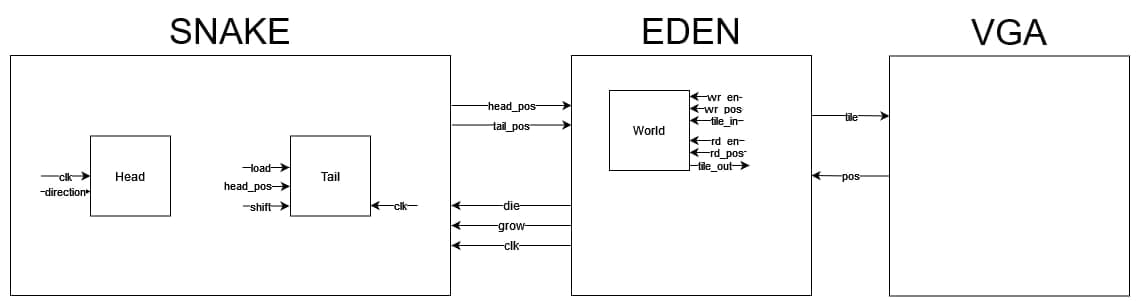 SNAKE
EDEN
VGA
head_pos
tail_pos
clk
direction
Head
load
head_pos
shift
Tail
clk
die
grow
clk
World
wr_en
wr_pos
tile_in
rd_en
rd_pos
tile_out
tile
pos